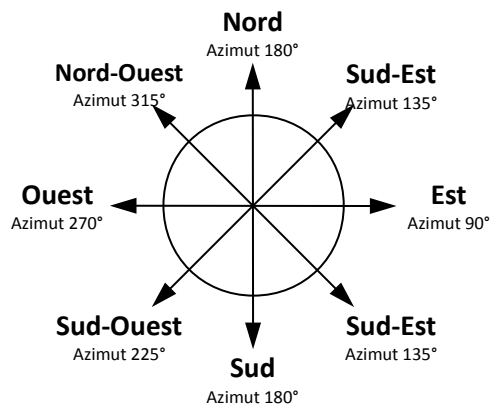 Nord
Azimut 180°
Nord-Ouest
Azimut 315°
Sud-Est
Azimut 135°
Ouest
Azimut 270°
Est
Azimut 90°
Sud-Ouest
Azimut 225°
Sud-Est
Azimut 135°
Sud
Azimut 180°